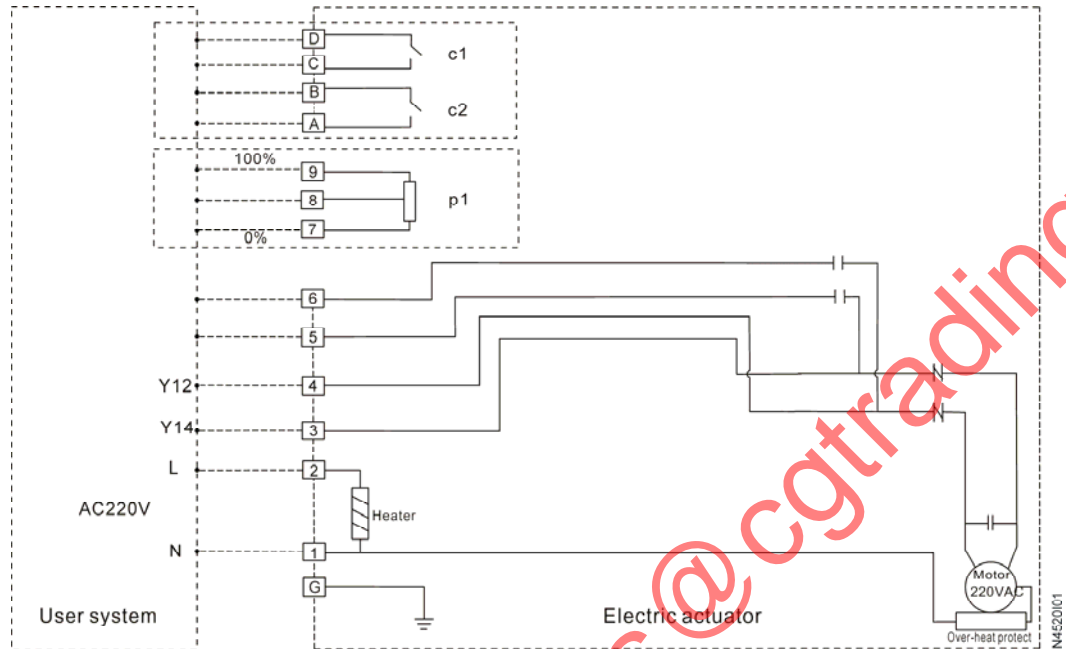 D
c1
C
B
c2
A
100%
9
8
p1
7
0%
6
5
Y12
4
Y14
3
L
2
AC220V
Heater
N
1
G
Motor
220VAC
Over-heat protect
User system
Electric actuator
N4520I01
@cgtrading